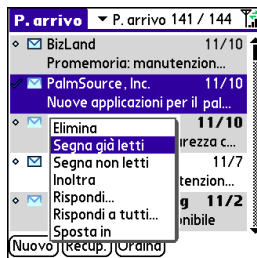 P. arrivo P. arrivo 141 / 144
BizLand 11/10
Promemoria: manutenzion...
PalmSource, Inc. 11/10
Nuove applicazioni per il pal...
11/10
Elimina
Segna già letti
Segna non letti 11/7
Inoltra
Rispondi...
Rispondi a tutti... 11/2
Sposta in
Nuovo Recup. Ordina